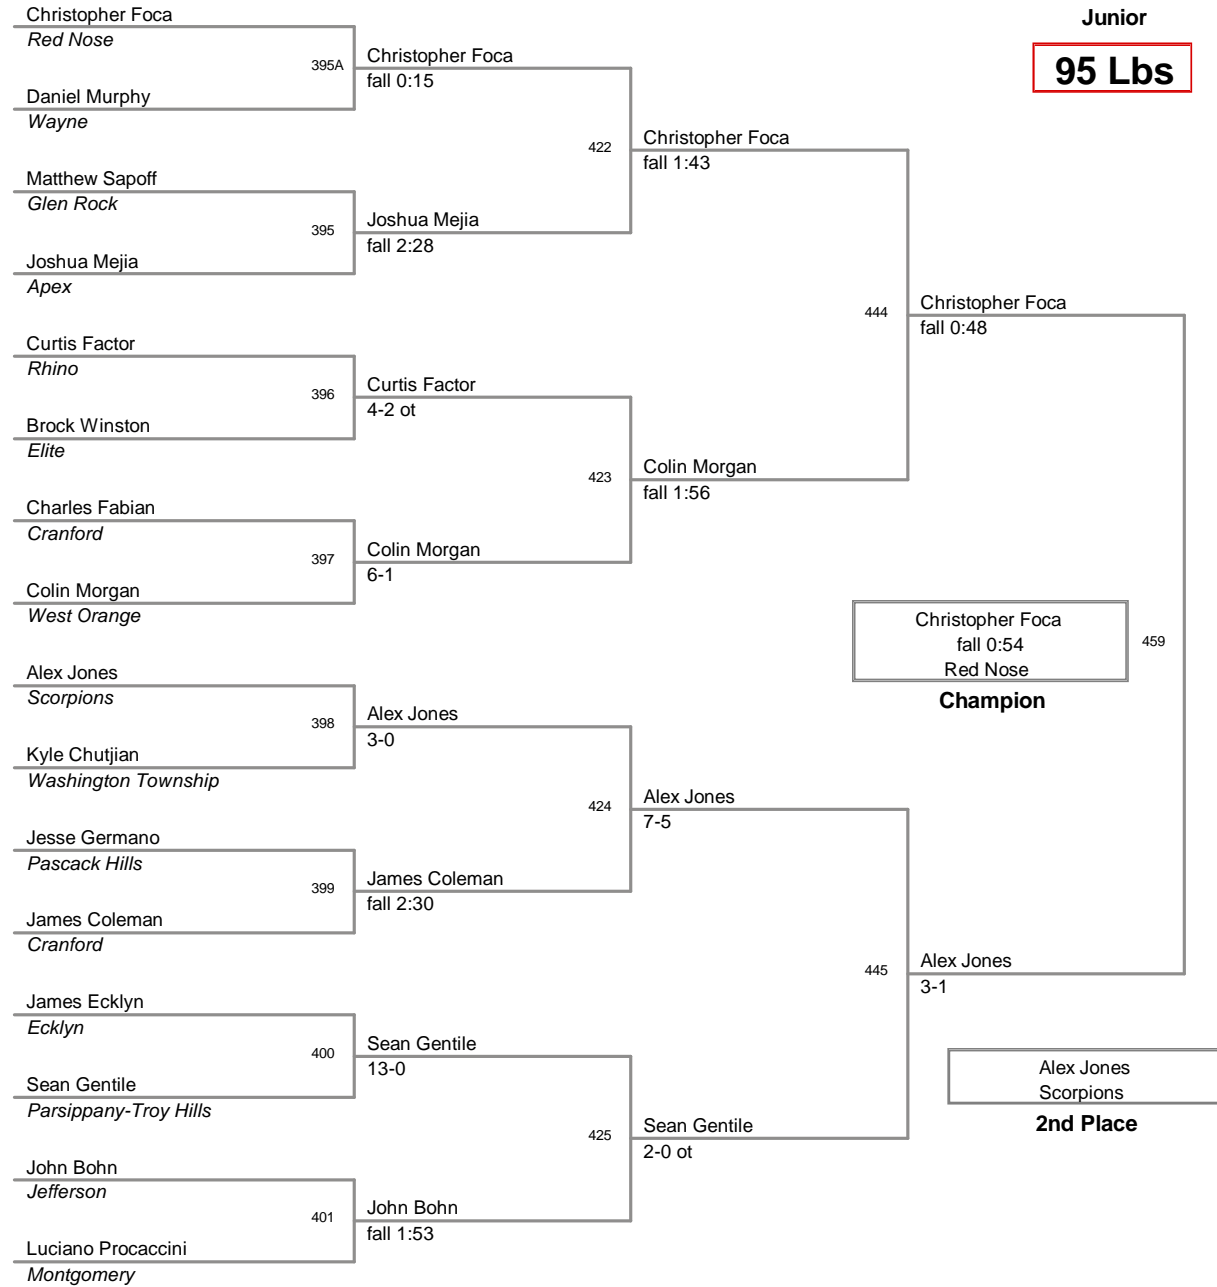 Christopher Foca
Red Nose
395A
Daniel Murphy
Wayne
Matthew Sapoff
Glen Rock
395
Joshua Mejia
Apex
Curtis Factor
Rhino
396
Brock Winston
Elite
Charles Fabian
Cranford
397
Colin Morgan
West Orange
Alex Jones
Scorpions
398
Kyle Chutjian
Washington Township
Jesse Germano
Pascack Hills
399
James Coleman
Cranford
James Ecklyn
Ecklyn
400
Sean Gentile
Parsippany-Troy Hills
John Bohn
Jefferson
401
Luciano Procaccini
Montgomery
Christopher Foca
fall 0:15
422
Joshua Mejia
fall 2:28
Curtis Factor
4-2 ot
423
Colin Morgan
6-1
Alex Jones
3-0
424
James Coleman
fall 2:30
Sean Gentile
13-0
425
John Bohn
fall 1:53
Christopher Foca
fall 1:43
444
Colin Morgan
fall 1:56
Alex Jones
7-5
445
Sean Gentile
2-0 ot
Junior
95 Lbs
Christopher Foca
fall 0:48
Christopher Foca
fall 0:54
Red Nose
459
Champion
Alex Jones
3-1
Alex Jones
Scorpions
2nd Place